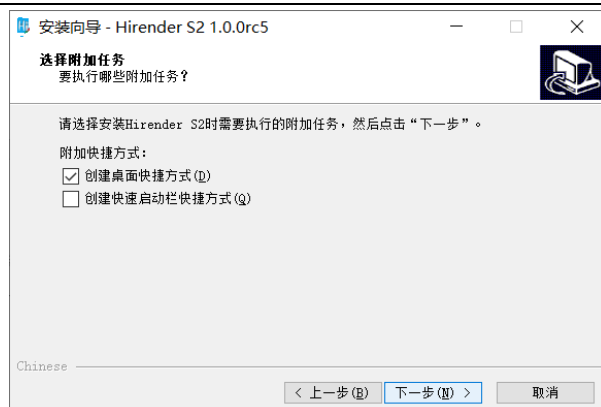 安装向导 - Hirender S2 1.0.0rc5
选择附加任务
要执行哪些附加任务?
请选择安装Hirender S2时需要执行的附加任务，然后点击“下一步”。
附加快捷方式:
创建桌面快捷方式(D)
创建快速启动栏快捷方式(Q)
Chinese
< 上一步(B) 下一步(N) > 取消